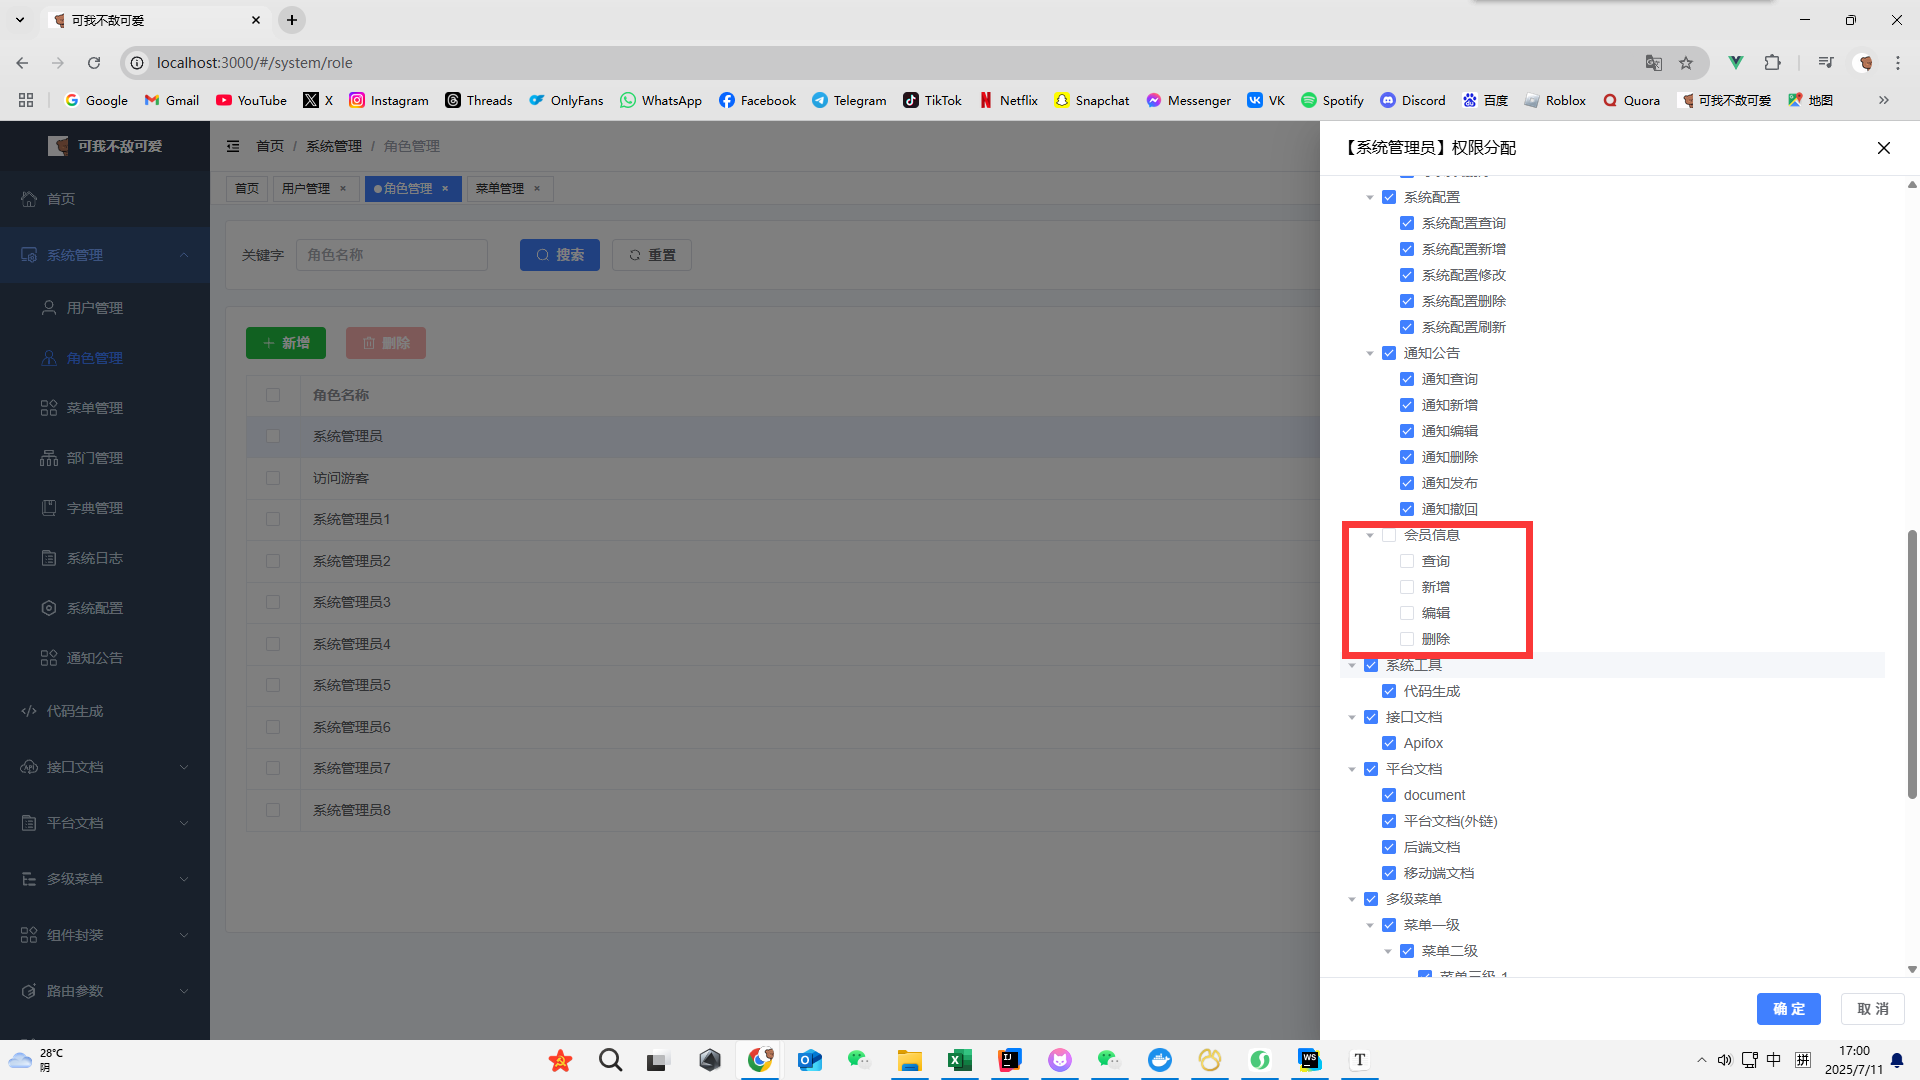 可我不敌可爱
localhost:3000/#/system/role
Google
Gmail
YouTube
X
Instagram
Threads
OnlyFans
WhatsApp
Facebook
Telegram
TikTok
Netflix
Snapchat
Messenger
VK
Spotify
Discord
百度
Roblox
Quora
可我不敌可爱
地图
可我不敌可爱
首页
系统管理
用户管理
角色管理
菜单管理
部门管理
字典管理
系统日志
系统配置
通知公告
代码生成
接口文档
平台文档
多级菜单
组件封装
路由参数
首页 / 系统管理 / 角色管理
首页
用户管理 ×
角色管理 ×
菜单管理 ×
关键字
角色名称
搜索
重置
新增
删除
角色名称
系统管理员
访问游客
系统管理员1
系统管理员2
系统管理员3
系统管理员4
系统管理员5
系统管理员6
系统管理员7
系统管理员8
【系统管理员】权限分配
系统配置
系统配置查询
系统配置新增
系统配置修改
系统配置删除
系统配置刷新
通知公告
通知查询
通知新增
通知编辑
通知删除
通知发布
通知撤回
会员信息
查询
新增
编辑
删除
系统工具
代码生成
接口文档
Apifox
平台文档
document
平台文档(外链)
后端文档
移动端文档
多级菜单
菜单一级
菜单二级
菜单三级-1
确 定
取 消
28°C
阴
中
拼
17:00
2025/7/11